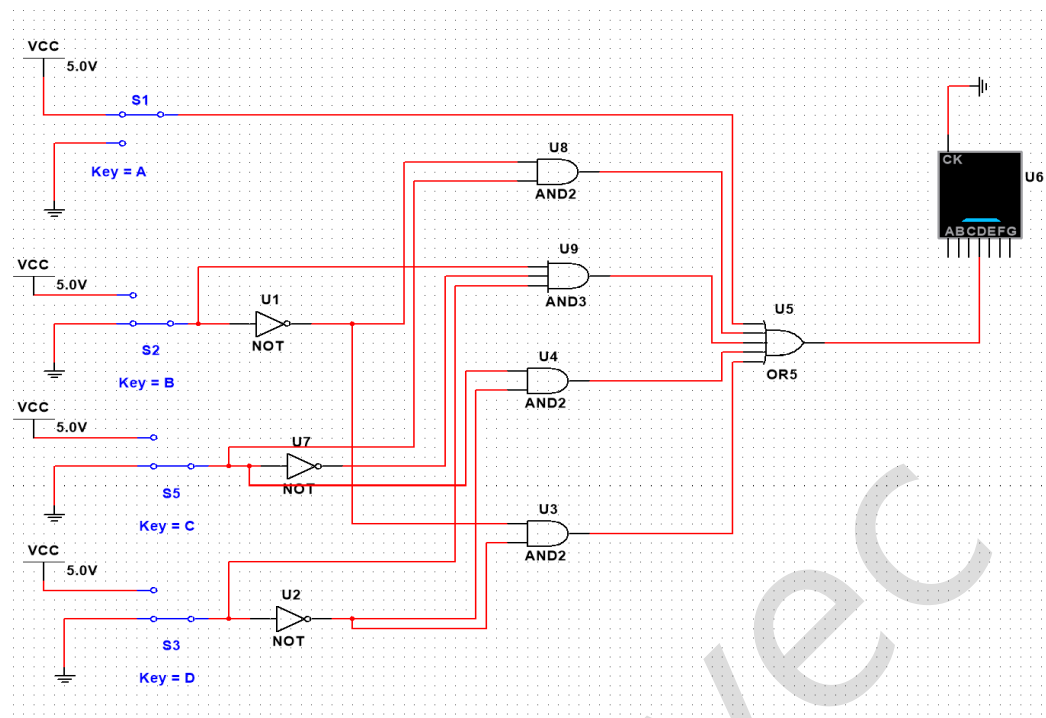 VCC
5.0V
S1
Key = A
U8
AND2
CK
U6
ABCDEFG
VCC
5.0V
U9
AND3
U1
NOT
S2
Key = B
U5
OR5
U4
AND2
VCC
5.0V
U7
NOT
S5
Key = C
U3
AND2
VCC
5.0V
U2
NOT
S3
Key = D
vec